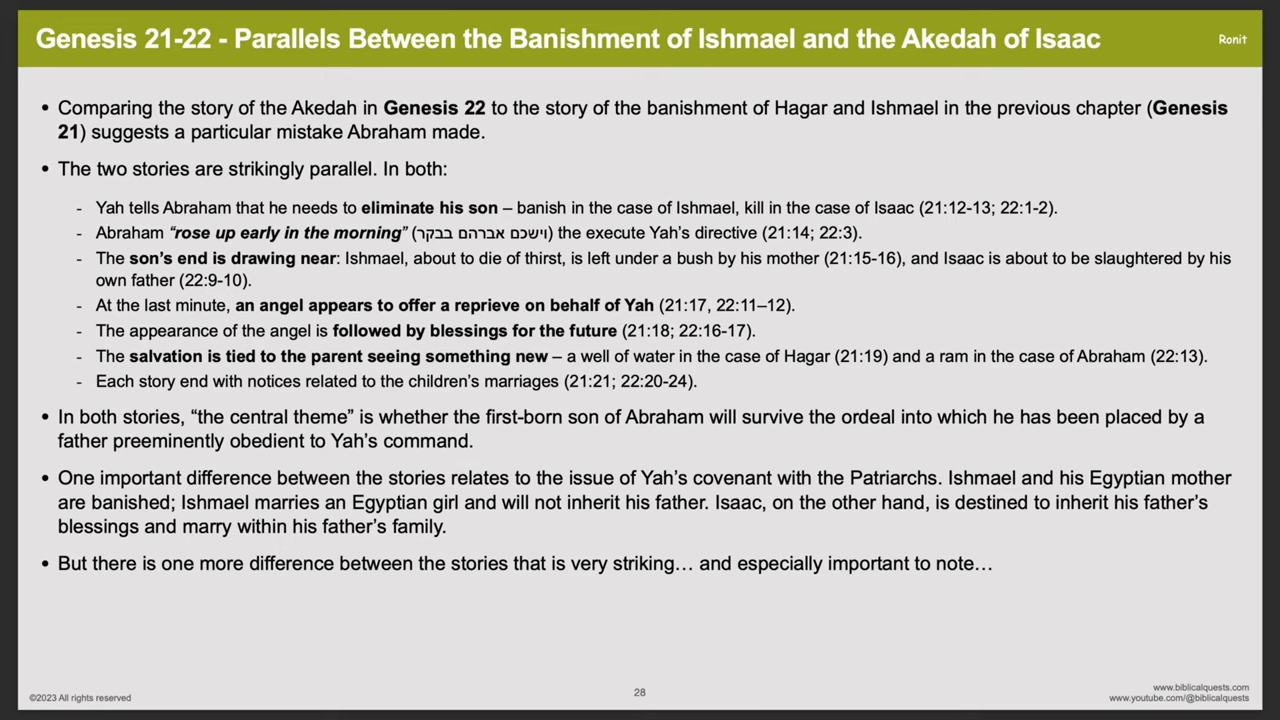 Genesis 21-22 - Parallels Between the Banishment of Ishmael and the Akedah of Isaac
Ronit
• Comparing the story of the Akedah in Genesis 22 to the story of the banishment of Hagar and Ishmael in the previous chapter (Genesis
21) suggests a particular mistake Abraham made.
• The two stories are strikingly parallel. In both:
- Yah tells Abraham that he needs to eliminate his son – banish in the case of Ishmael, kill in the case of Isaac (21:12-13; 22:1-2).
- Abraham “rose up early in the morning” (וישכם אברהם בבקר) the execute Yah’s directive (21:14; 22:3).
- The son’s end is drawing near: Ishmael, about to die of thirst, is left under a bush by his mother (21:15-16), and Isaac is about to be slaughtered by his
own father (22:9-10).
- At the last minute, an angel appears to offer a reprieve on behalf of Yah (21:17, 22:11–12).
- The appearance of the angel is followed by blessings for the future (21:18; 22:16-17).
- The salvation is tied to the parent seeing something new – a well of water in the case of Hagar (21:19) and a ram in the case of Abraham (22:13).
- Each story end with notices related to the children’s marriages (21:21; 22:20-24).
• In both stories, “the central theme” is whether the first-born son of Abraham will survive the ordeal into which he has been placed by a
father preeminently obedient to Yah’s command.
• One important difference between the stories relates to the issue of Yah’s covenant with the Patriarchs. Ishmael and his Egyptian mother
are banished; Ishmael marries an Egyptian girl and will not inherit his father. Isaac, on the other hand, is destined to inherit his father’s
blessings and marry within his father’s family.
• But there is one more difference between the stories that is very striking… and especially important to note…
©2023 All rights reserved
28
www.biblicalquests.com
www.youtube.com/@biblicalquests